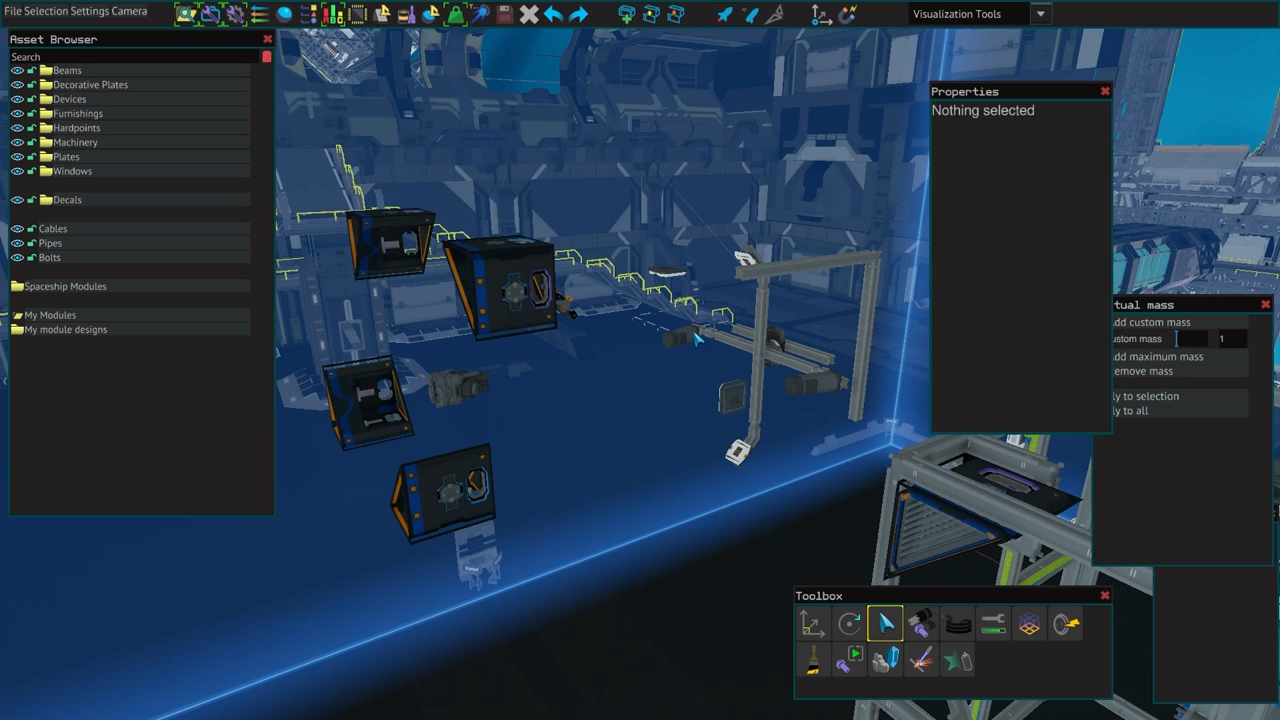 File Selection Settings Camera
Visualization Tools
Asset Browser
Search
Beams
Decorative Plates
Devices
Furnishings
Hardpoints
Machinery
Plates
Windows
Decals
Cables
Pipes
Bolts
Spaceship Modules
My Modules
My module designs
Properties
Nothing selected
tual mass
dd custom mass
ustom mass 1
dd maximum mass
emove mass
ly to selection
ly to all
Toolbox